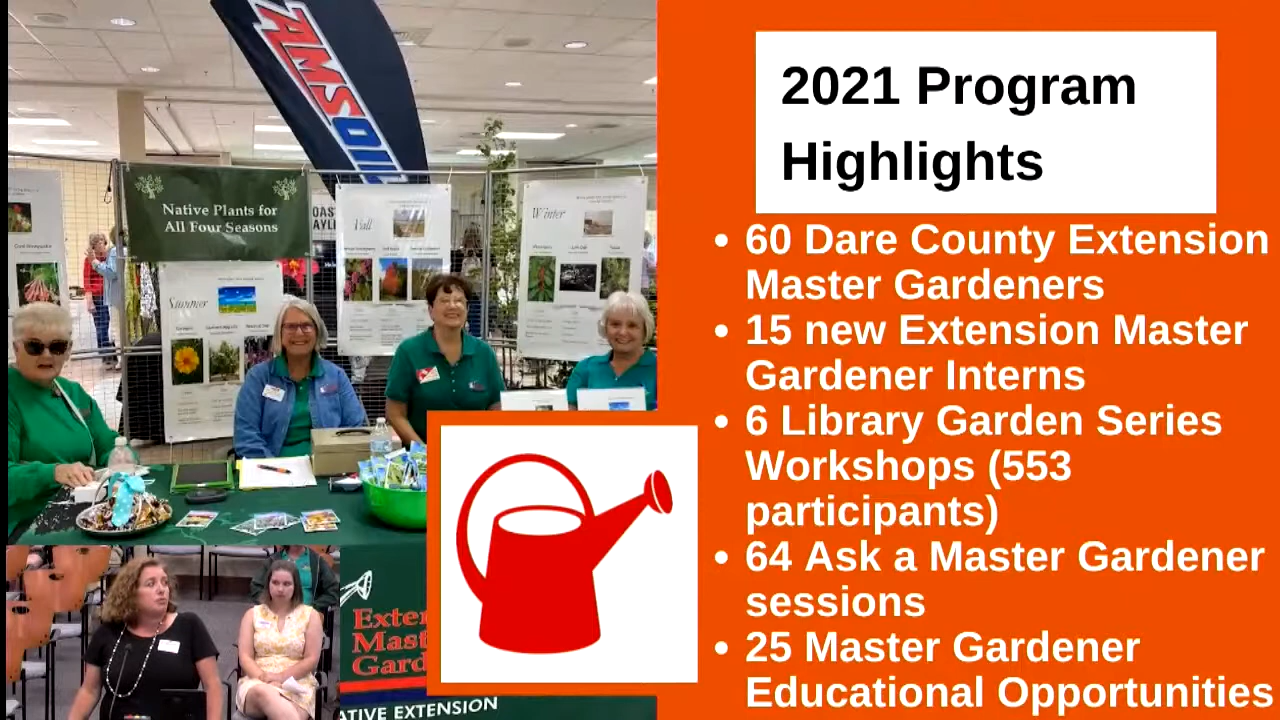 AMSOIL
Native Plants for
All Four Seasons
Fall
Winter
Summer
2021 Program
Highlights
• 60 Dare County Extension
Master Gardeners
• 15 new Extension Master
Gardener Interns
• 6 Library Garden Series
Workshops (553
participants)
• 64 Ask a Master Gardener
sessions
• 25 Master Gardener
Educational Opportunities
Exter
Mast
Gard
ATIVE EXTENSION